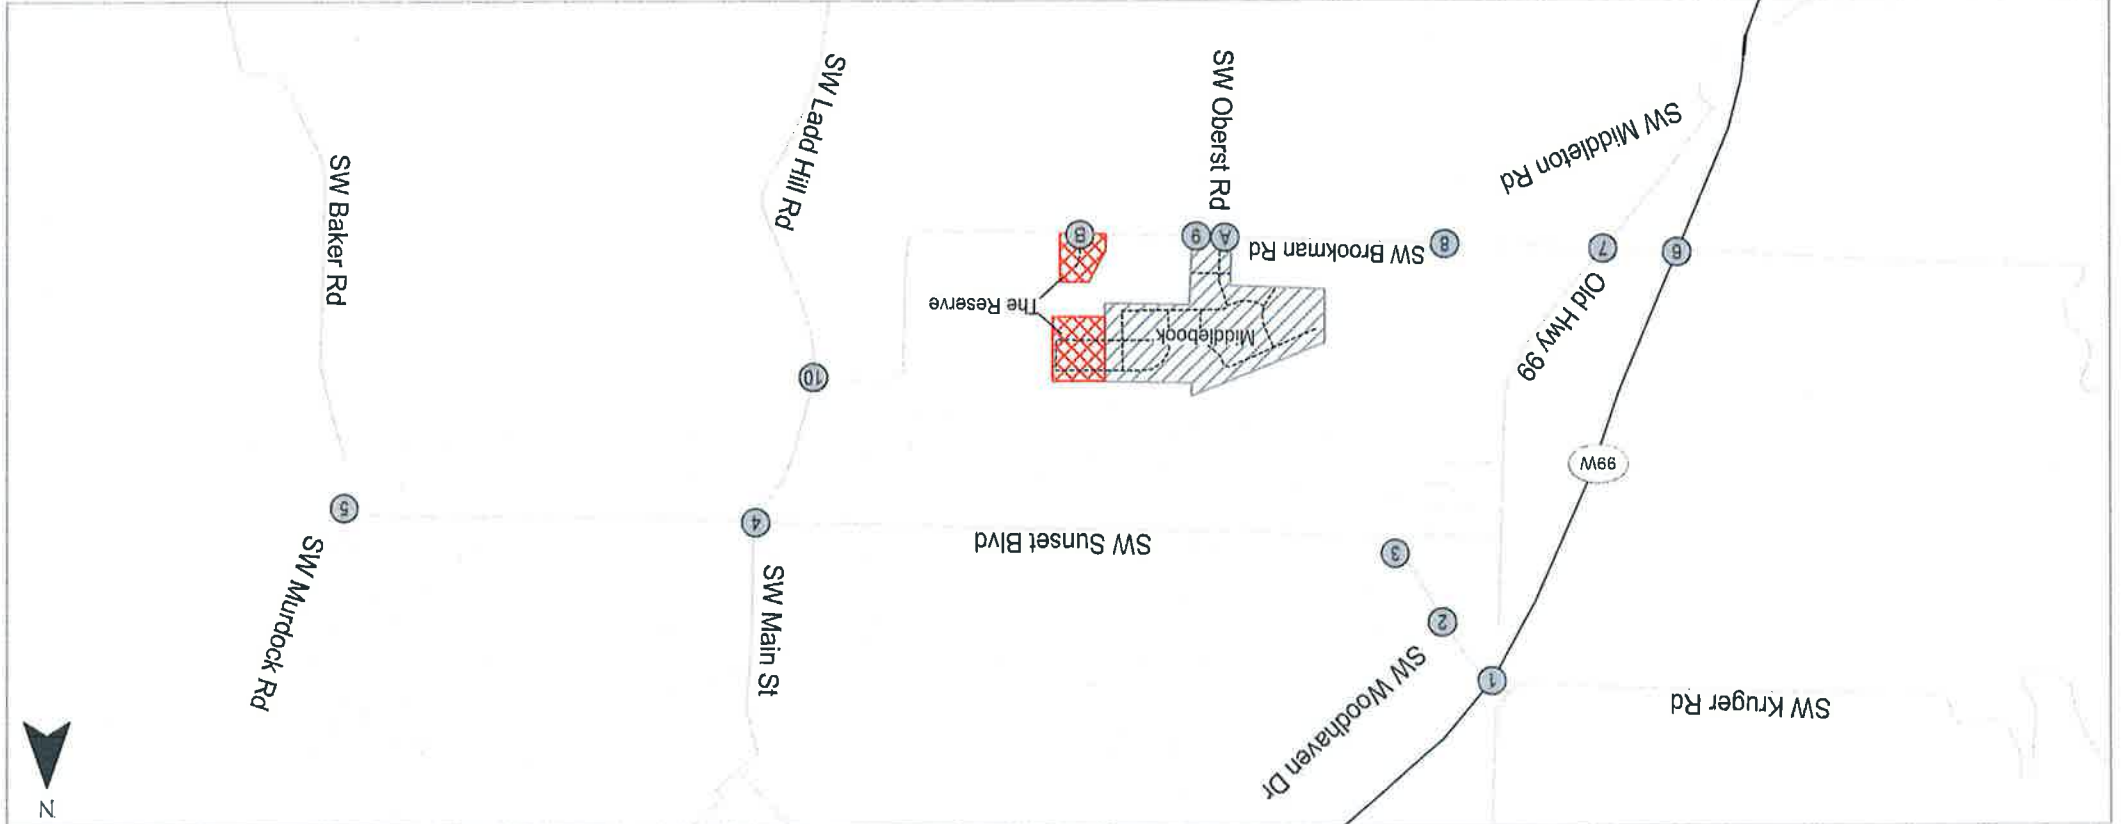 SW Kruger Rd
1
SW Woodhaven Dr
2
3
SW Sunset Blvd
SW Main St
4
SW Murdock Rd
5
N
99W
Old Hwy 99
10
Middlebook
The Reserve
SW Baker Rd
6
7
8
SW Brookman Rd
A
9
B
SW Middleton Rd
SW Oberst Rd
SW Ladd Hill Rd